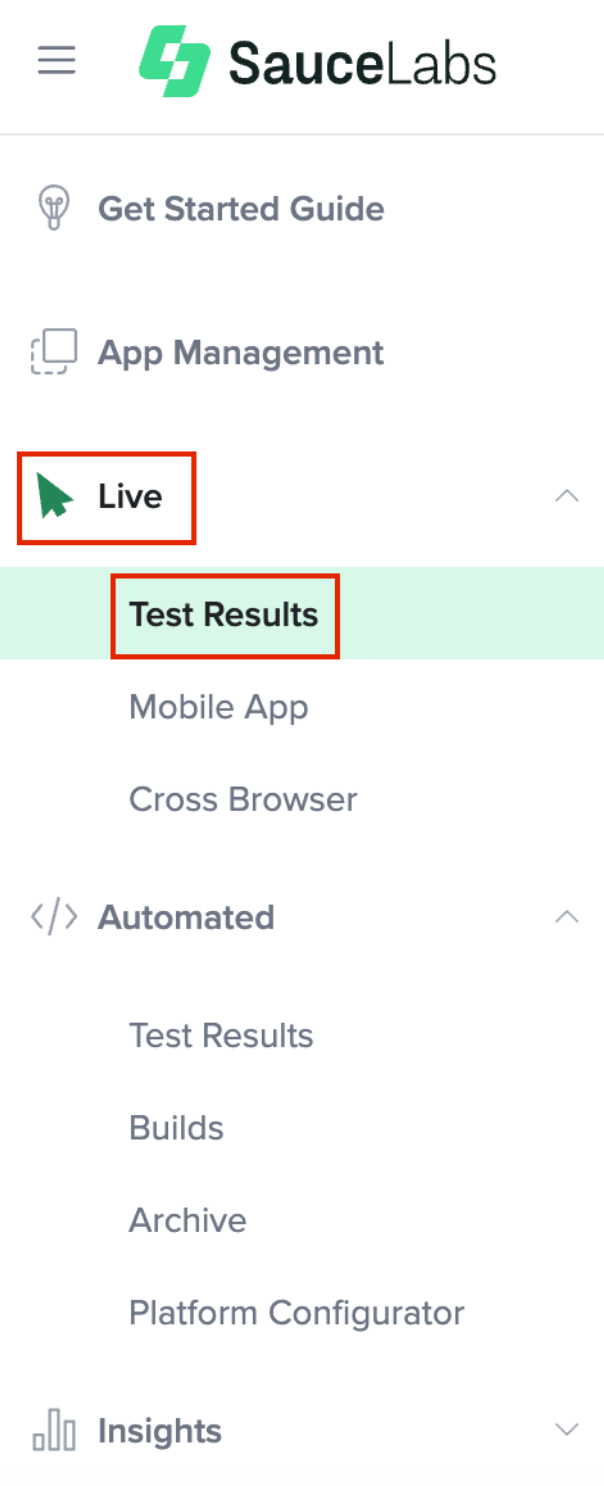 SauceLabs
Get Started Guide
App Management
Live
Test Results
Mobile App
Cross Browser
Automated
Test Results
Builds
Archive
Platform Configurator
Insights